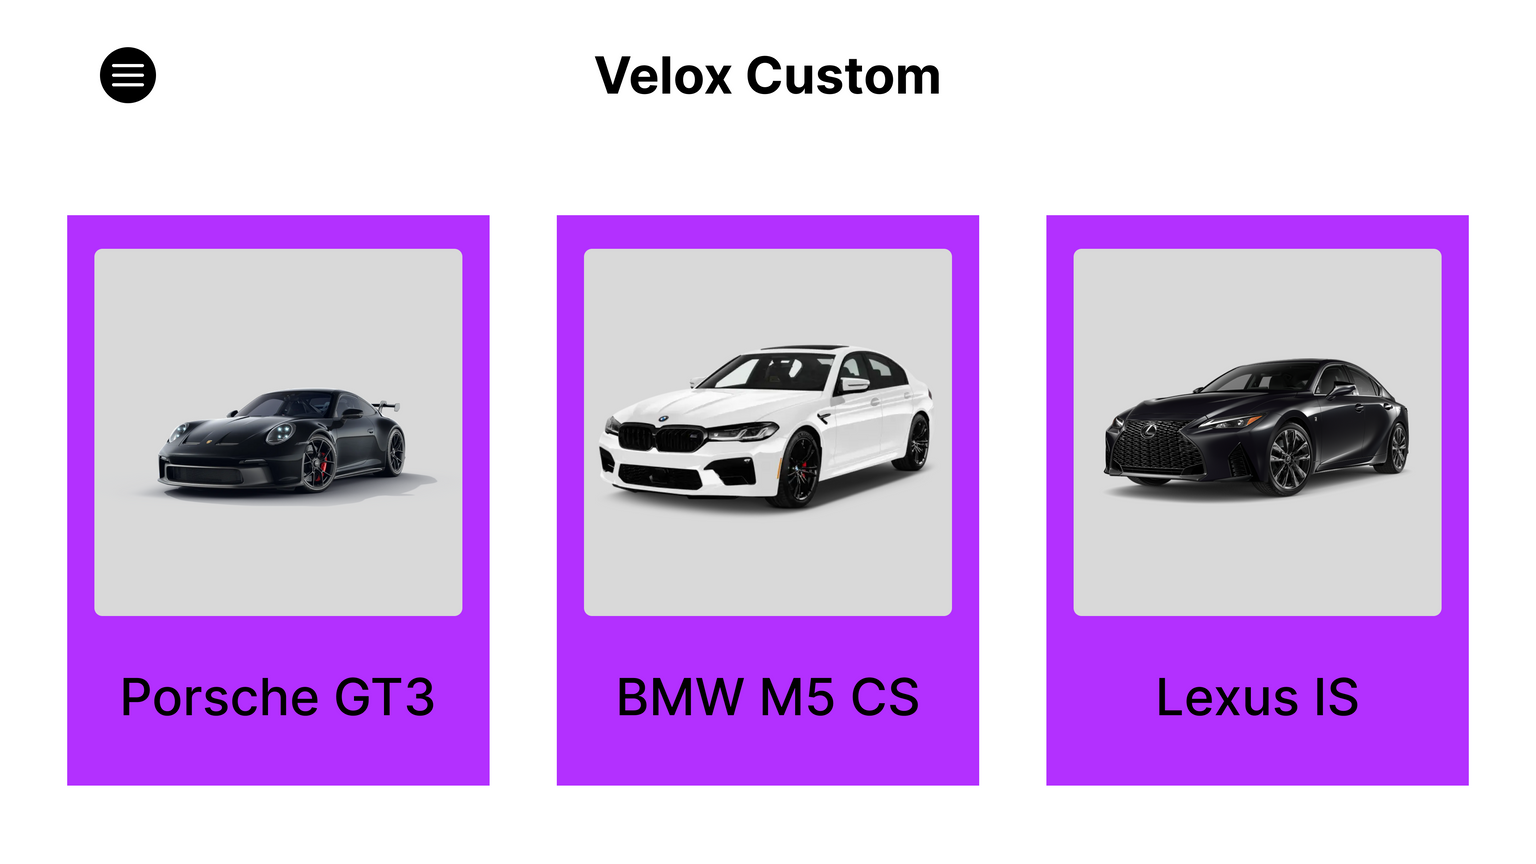 Velox Custom
Porsche GT3
BMW M5 CS
Lexus IS